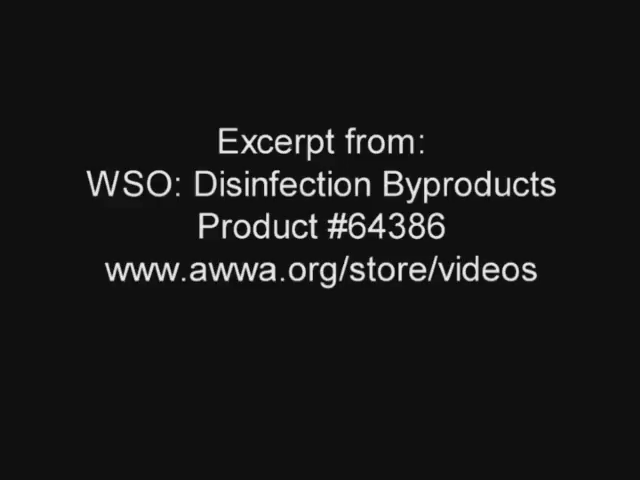 Excerpt from:
WSO: Disinfection Byproducts
Product #64386
www.awwa.org/store/videos